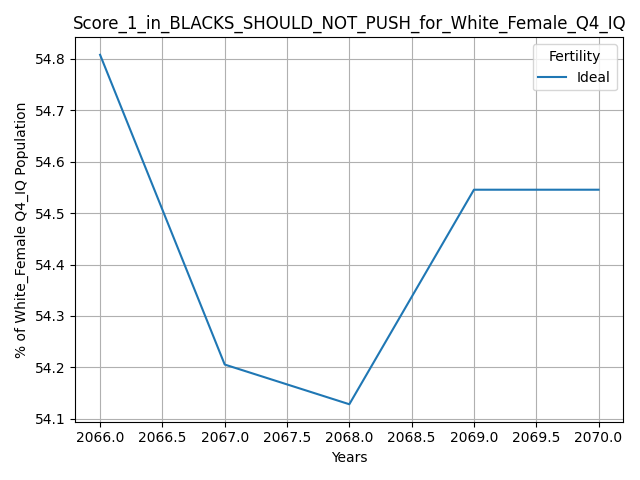 Score_1_in_BLACKS_SHOULD_NOT_PUSH_for_White_Female_Q4_IQ
Fertility
Ideal
% of White_Female Q4_IQ Population
54.8
54.7
54.6
54.5
54.4
54.3
54.2
54.1
2066.0 2066.5 2067.0 2067.5 2068.0 2068.5 2069.0 2069.5 2070.0
Years